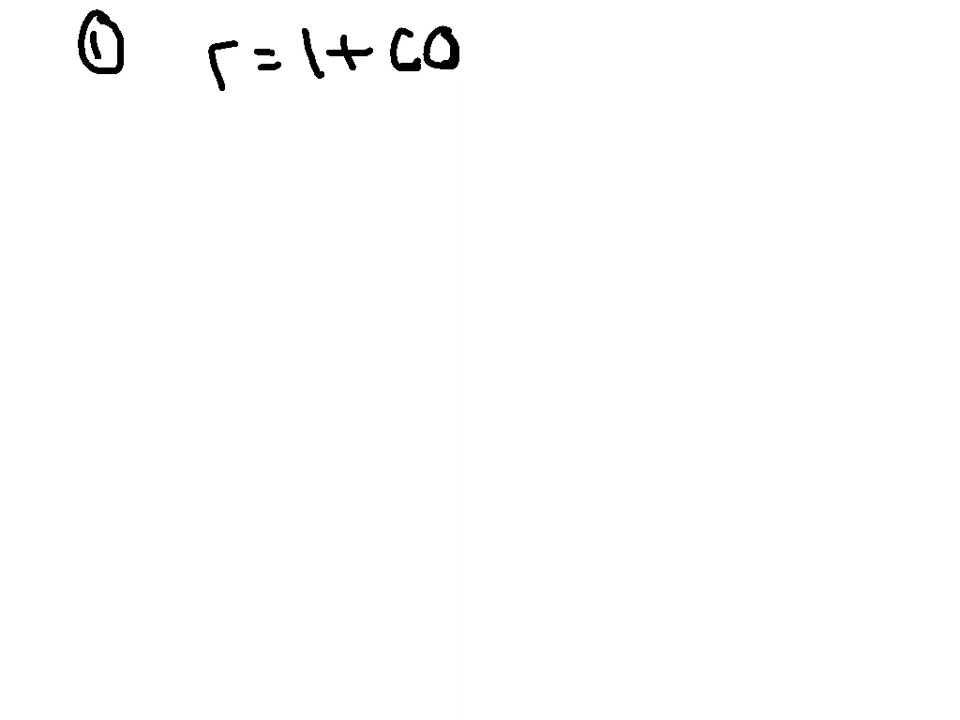 ① r = 1 + co